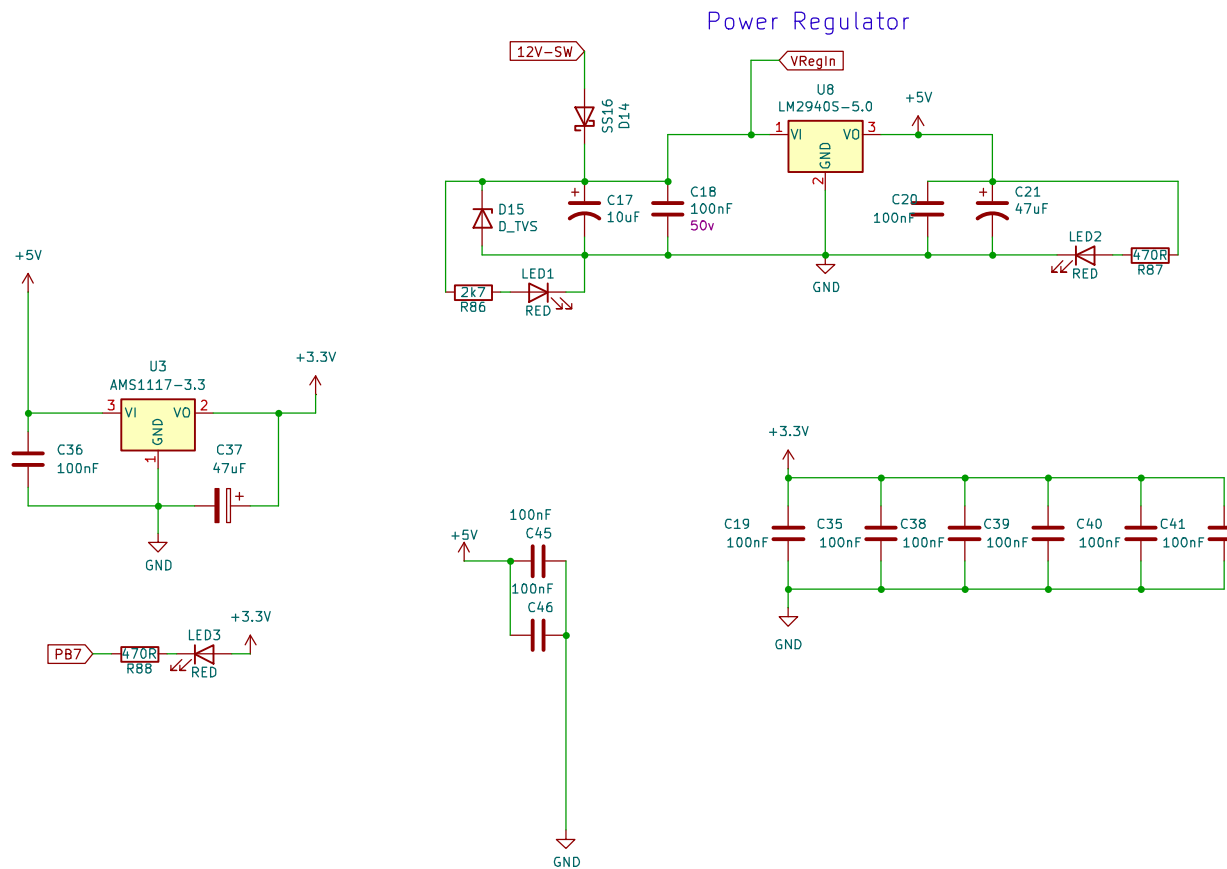 Power Regulator
12V-SW
VRegIn
SS16
D14
U8
LM2940S-5.0
+5V
1
VI
VO
3
GND
2
D15
D_TVS
C17
10uF
C18
100nF
50v
C20
100nF
C21
47uF
LED1
RED
2k7
R86
GND
LED2
RED
470R
R87
+5V
U3
AMS1117-3.3
+3.3V
3
VI
VO
2
GND
1
C36
100nF
C37
47uF
GND
+3.3V
C19
100nF
C35
100nF
C38
100nF
C39
100nF
C40
100nF
C41
100nF
GND
100nF
C45
+5V
100nF
C46
GND
PB7
470R
R88
LED3
RED
+3.3V